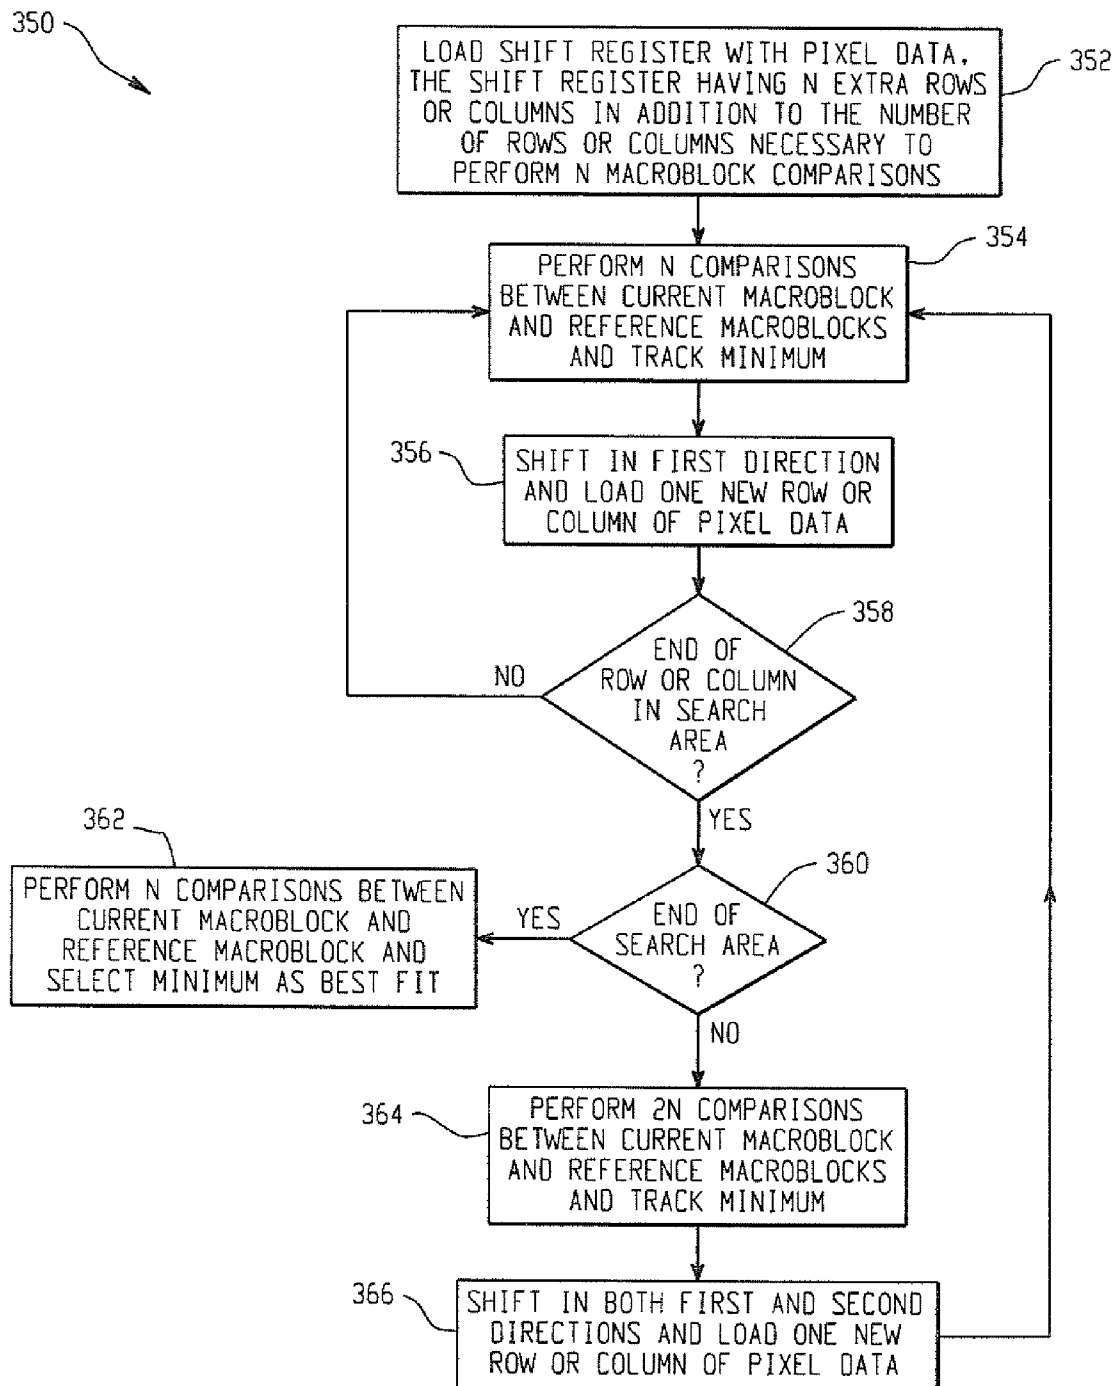 350
LOAD SHIFT REGISTER WITH PIXEL DATA,
THE SHIFT REGISTER HAVING N EXTRA ROWS
OR COLUMNS IN ADDITION TO THE NUMBER
OF ROWS OR COLUMNS NECESSARY TO
PERFORM N MACROBLOCK COMPARISONS
352
354
PERFORM N COMPARISONS
BETWEEN CURRENT MACROBLOCK
AND REFERENCE MACROBLOCKS
AND TRACK MINIMUM
356
SHIFT IN FIRST DIRECTION
AND LOAD ONE NEW ROW OR
COLUMN OF PIXEL DATA
358
END OF
ROW OR COLUMN
IN SEARCH
AREA
?
NO
YES
362
PERFORM N COMPARISONS BETWEEN
CURRENT MACROBLOCK AND
REFERENCE MACROBLOCK AND
SELECT MINIMUM AS BEST FIT
360
END OF
SEARCH AREA
?
YES
NO
364
PERFORM 2N COMPARISONS
BETWEEN CURRENT MACROBLOCK
AND REFERENCE MACROBLOCKS
AND TRACK MINIMUM
366
SHIFT IN BOTH FIRST AND SECOND
DIRECTIONS AND LOAD ONE NEW
ROW OR COLUMN OF PIXEL DATA